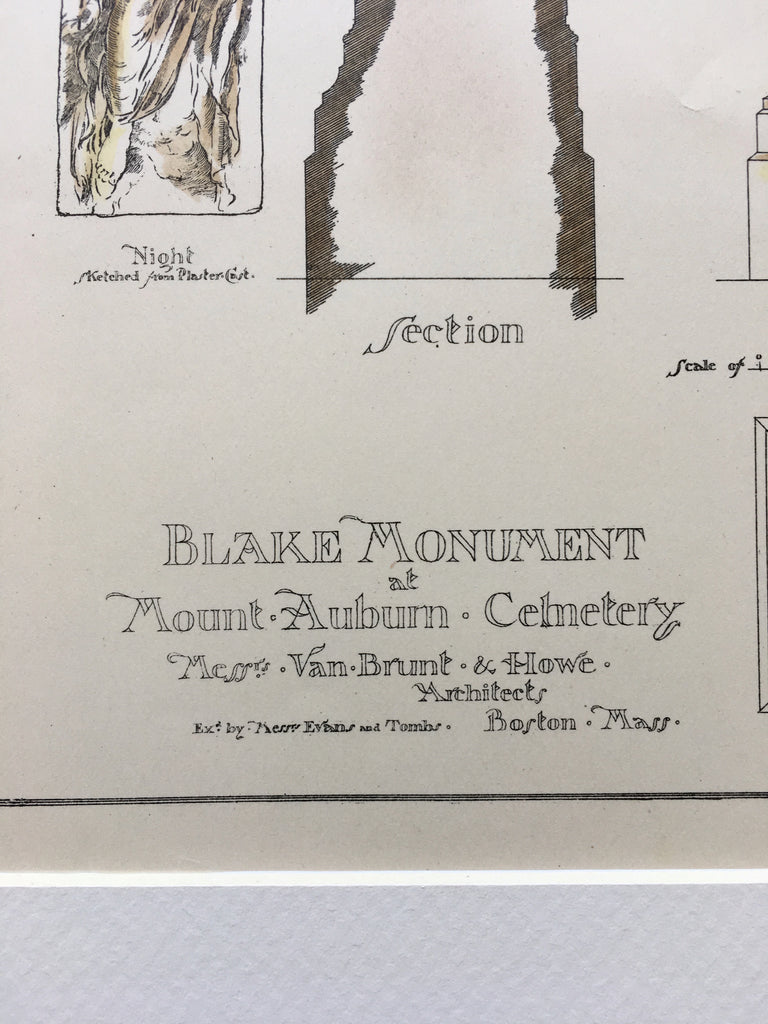 Night
Sketched from Plaster Cast.
Section
Scale of
BLAKE MONUMENT
at
Mount · Auburn · Cemetery
Messrs · Van · Brunt · & Howe ·
Architects
Ex.d by Messrs Evans and Tombs · Boston · Mass.